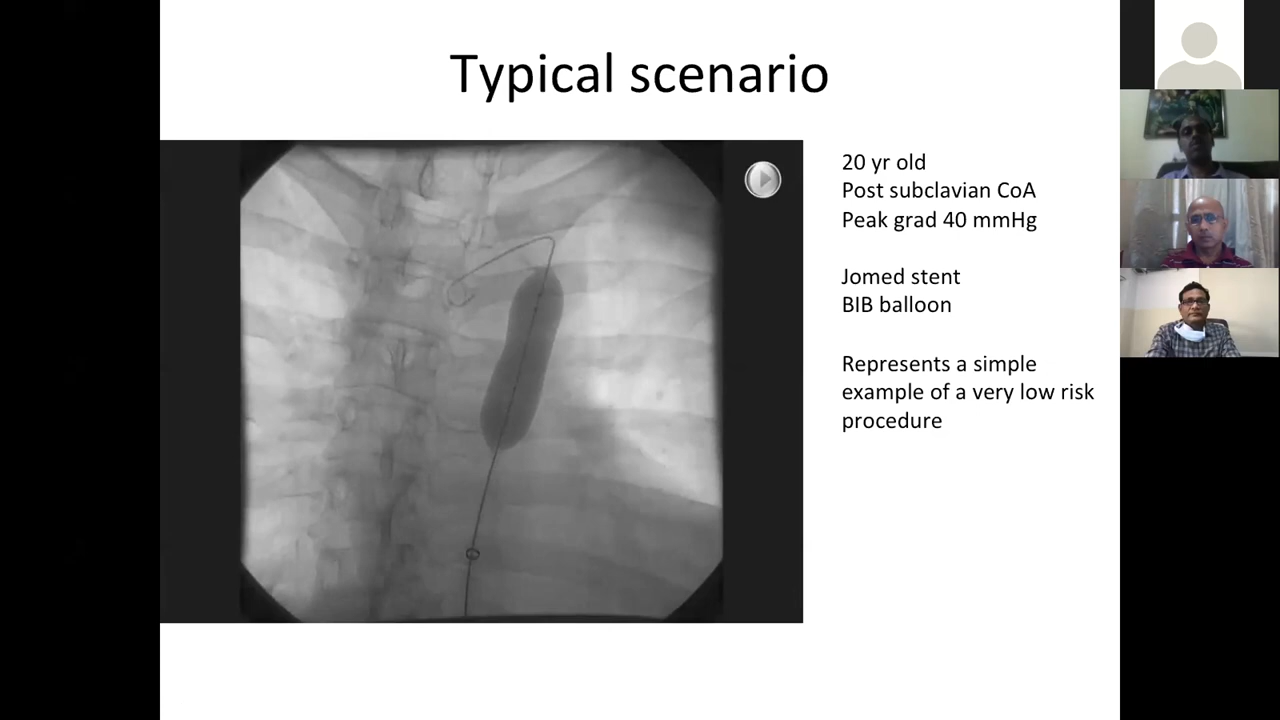 Typical scenario
20 yr old
Post subclavian CoA
Peak grad 40 mmHg
Jomed stent
BIB balloon
Represents a simple
example of a very low risk
procedure